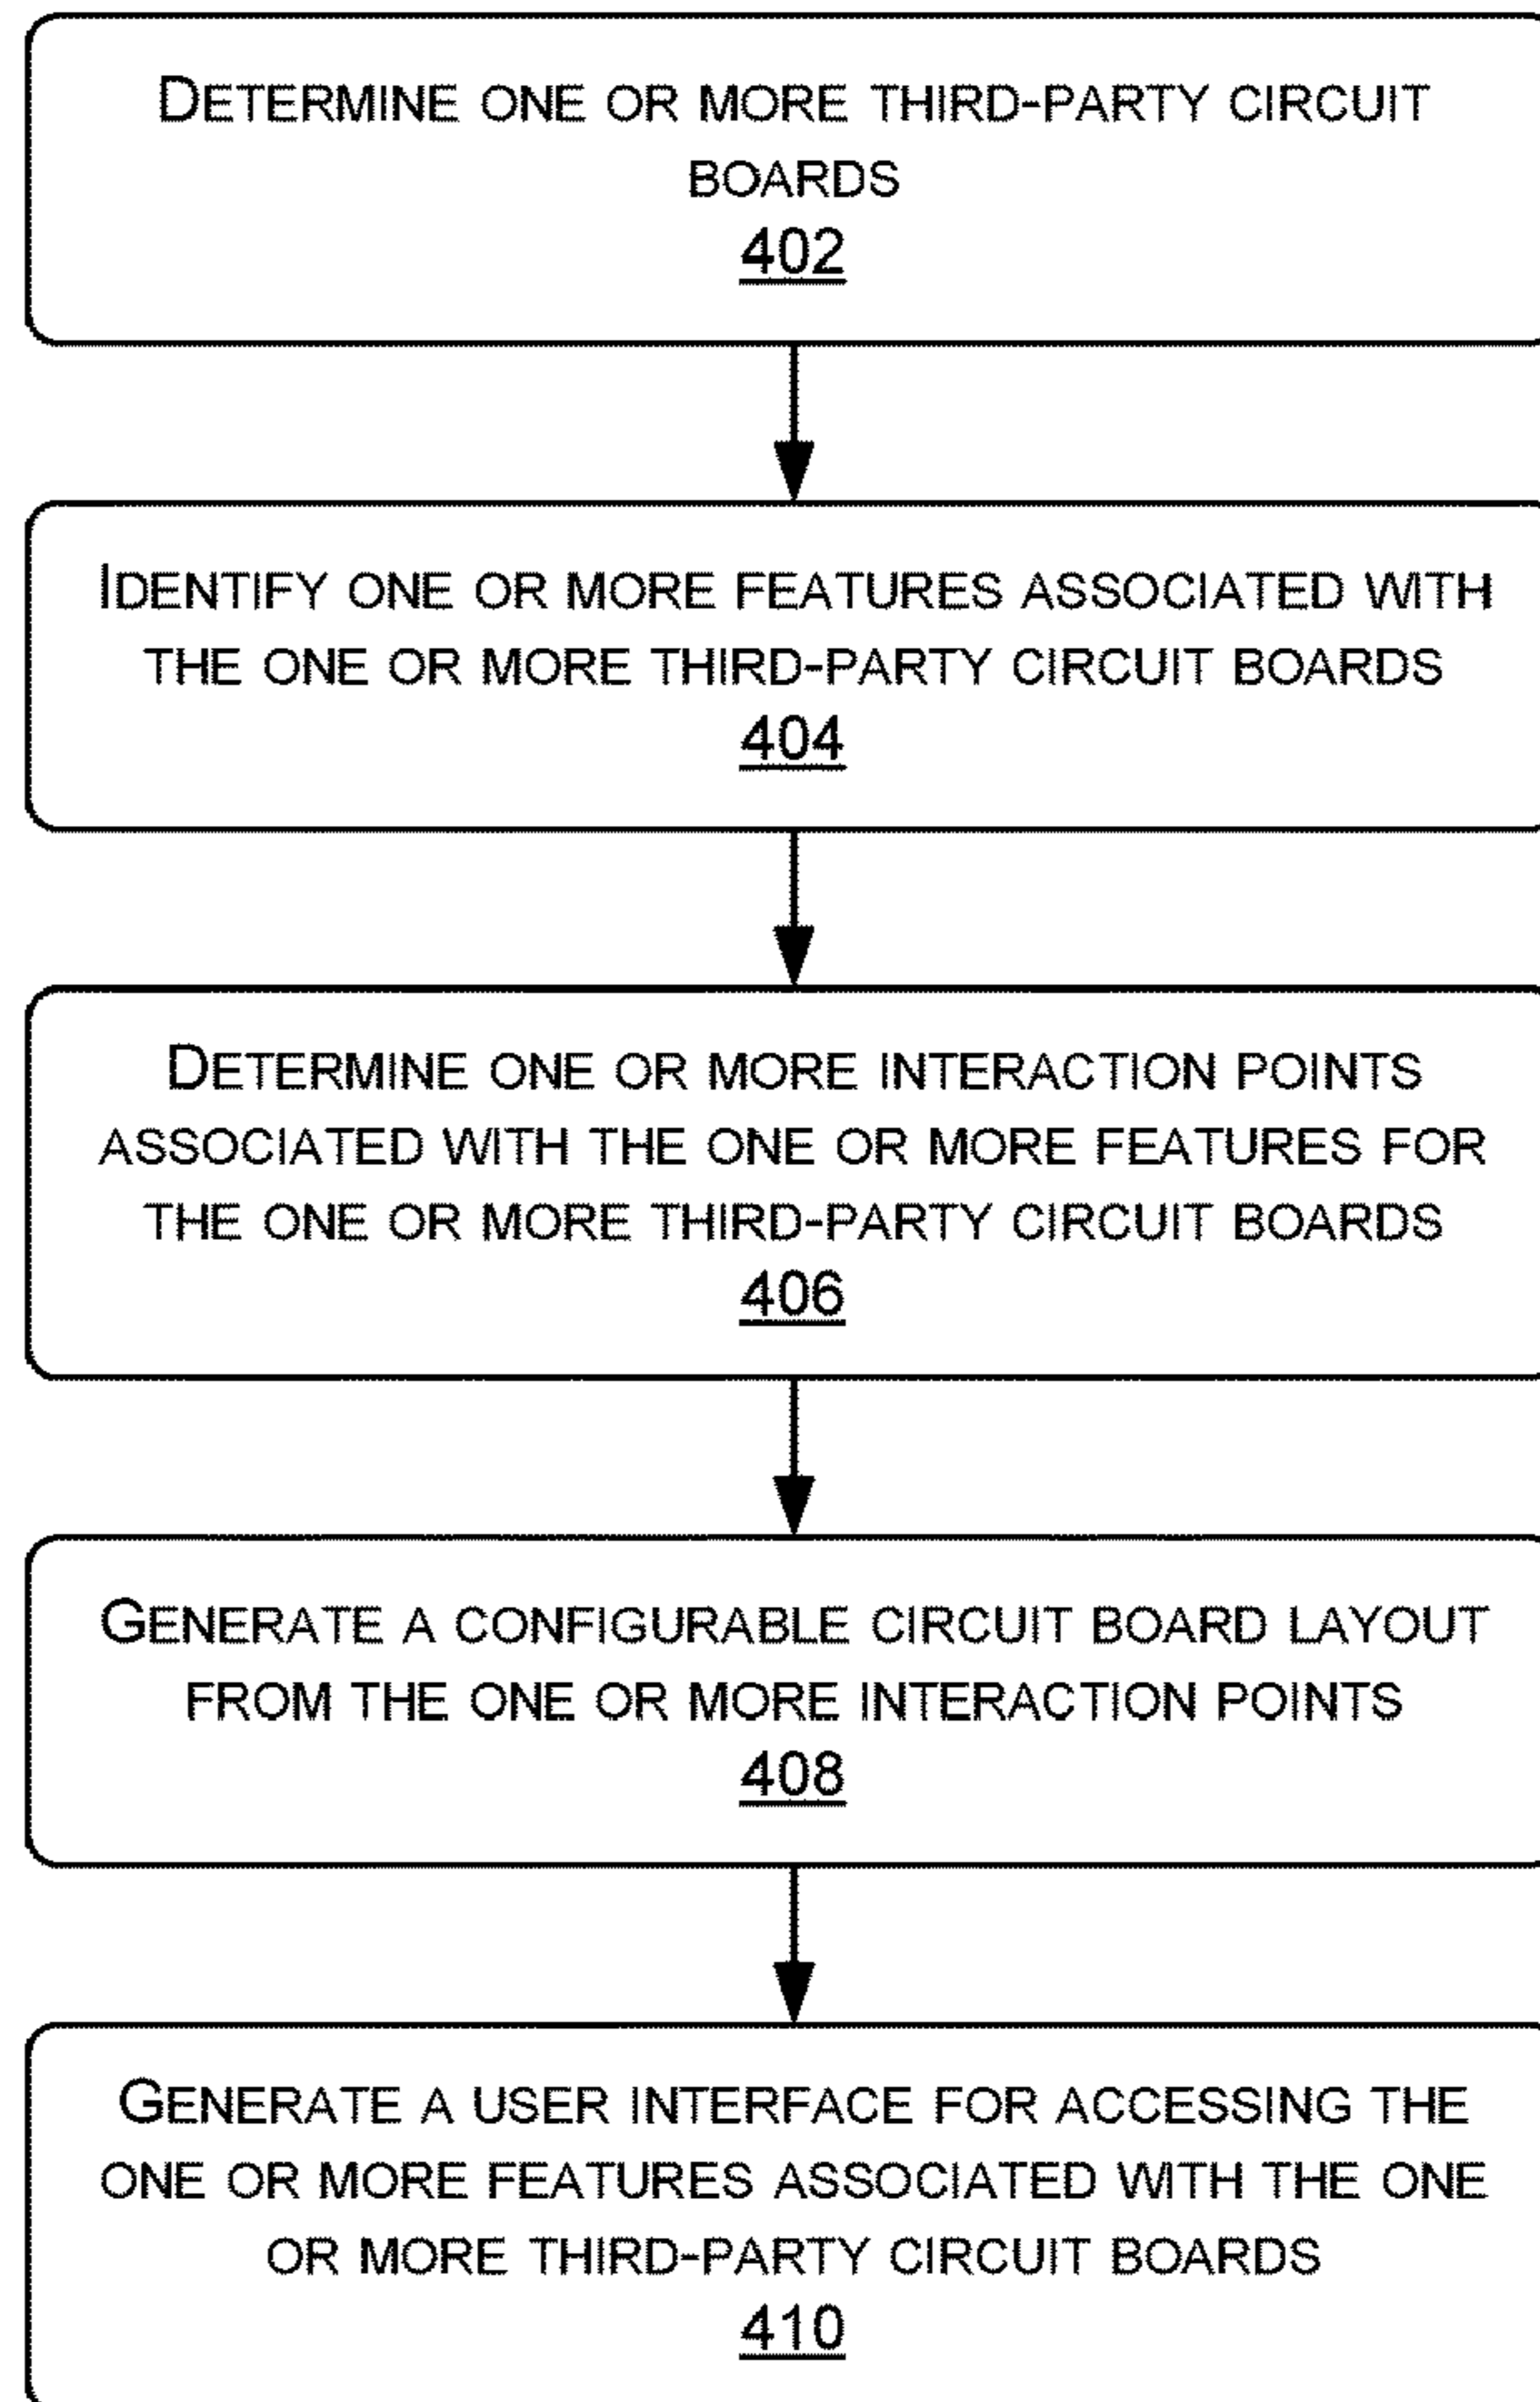 DETERMINE ONE OR MORE THIRD-PARTY CIRCUIT
BOARDS
402
IDENTIFY ONE OR MORE FEATURES ASSOCIATED WITH
THE ONE OR MORE THIRD-PARTY CIRCUIT BOARDS
404
DETERMINE ONE OR MORE INTERACTION POINTS
ASSOCIATED WITH THE ONE OR MORE FEATURES FOR
THE ONE OR MORE THIRD-PARTY CIRCUIT BOARDS
406
GENERATE A CONFIGURABLE CIRCUIT BOARD LAYOUT
FROM THE ONE OR MORE INTERACTION POINTS
408
GENERATE A USER INTERFACE FOR ACCESSING THE
ONE OR MORE FEATURES ASSOCIATED WITH THE ONE
OR MORE THIRD-PARTY CIRCUIT BOARDS
410